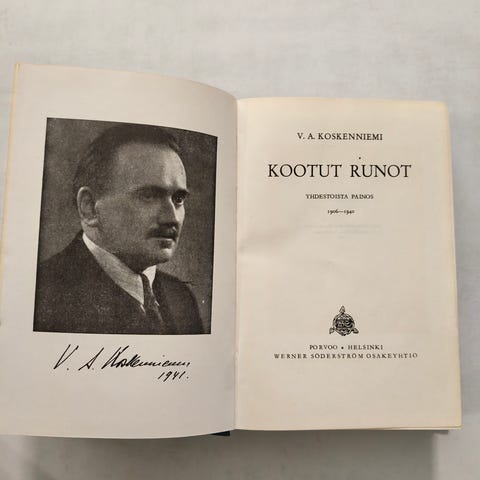 V. A. Koskenniemi
1941.
V. A. KOSKENNIEMI
KOOTUT RUNOT
YHDESTOISTA PAINOS
1906—1940
PORVOO • HELSINKI
WERNER SÖDERSTRÖM OSAKEYHTIÖ